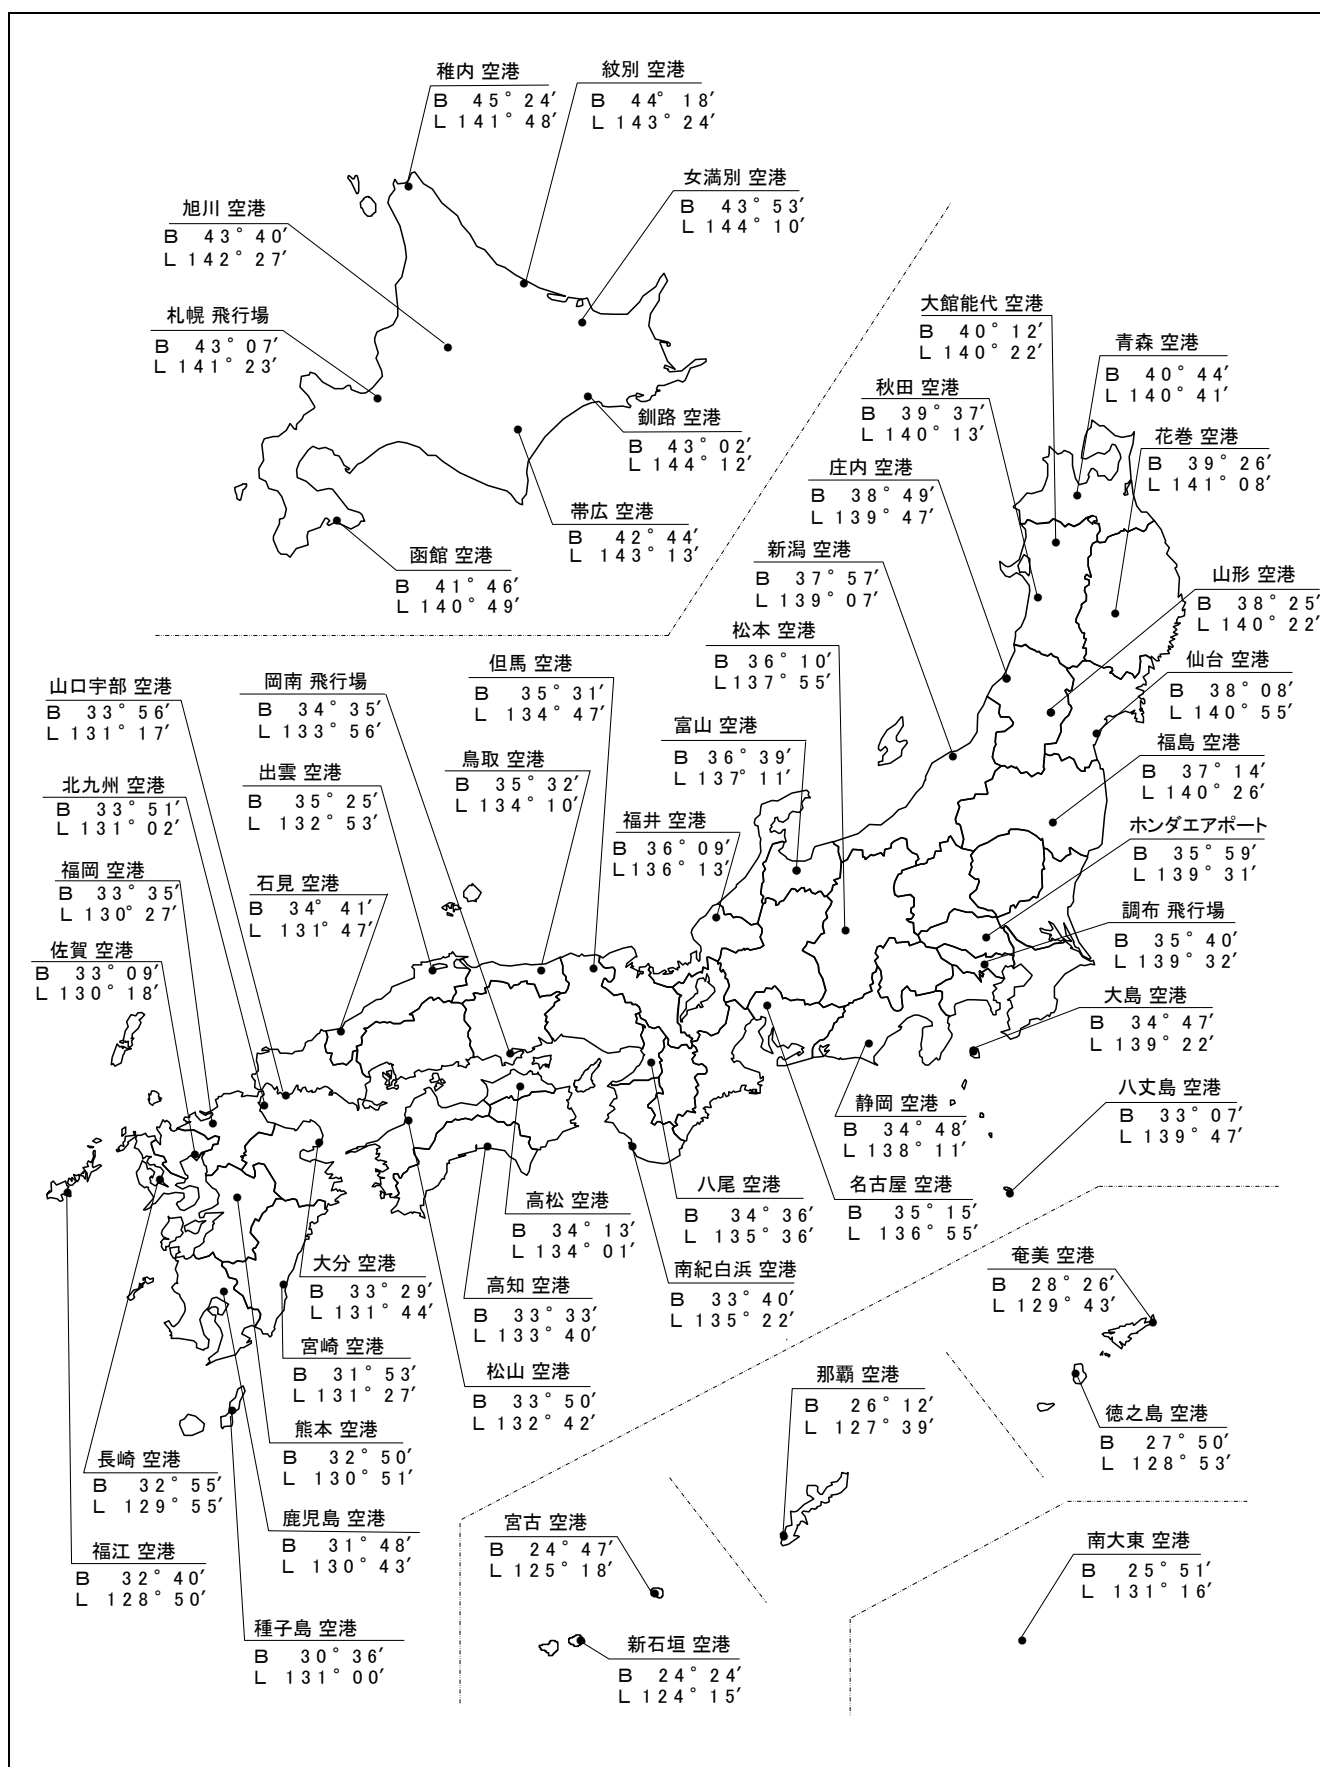 稚内 空港
B 45°24′
L 141°48′
紋別 空港
B 44°18′
L 143°24′
女満別 空港
B 43°53′
L 144°10′
旭川 空港
B 43°40′
L 142°27′
札幌 飛行場
B 43°07′
L 141°23′
釧路 空港
B 43°02′
L 144°12′
帯広 空港
B 42°44′
L 143°13′
函館 空港
B 41°46′
L 140°49′
大館能代 空港
B 40°12′
L 140°22′
青森 空港
B 40°44′
L 140°41′
秋田 空港
B 39°37′
L 140°13′
花巻 空港
B 39°26′
L 141°08′
庄内 空港
B 38°49′
L 139°47′
新潟 空港
B 37°57′
L 139°07′
山形 空港
B 38°25′
L 140°22′
松本 空港
B 36°10′
L 137°55′
仙台 空港
B 38°08′
L 140°55′
富山 空港
B 36°39′
L 137°11′
福島 空港
B 37°14′
L 140°26′
福井 空港
B 36°09′
L 136°13′
ホンダエアポート
B 35°59′
L 139°31′
調布 飛行場
B 35°40′
L 139°32′
大島 空港
B 34°47′
L 139°22′
八丈島 空港
B 33°07′
L 139°47′
但馬 空港
B 35°31′
L 134°47′
岡南 飛行場
B 34°35′
L 133°56′
山口宇部 空港
B 33°56′
L 131°17′
鳥取 空港
B 35°32′
L 134°10′
出雲 空港
B 35°25′
L 132°53′
北九州 空港
B 33°51′
L 131°02′
福岡 空港
B 33°35′
L 130°27′
石見 空港
B 34°41′
L 131°47′
佐賀 空港
B 33°09′
L 130°18′
静岡 空港
B 34°48′
L 138°11′
名古屋 空港
B 35°15′
L 136°55′
八尾 空港
B 34°36′
L 135°36′
高松 空港
B 34°13′
L 134°01′
南紀白浜 空港
B 33°40′
L 135°22′
大分 空港
B 33°29′
L 131°44′
高知 空港
B 33°33′
L 133°40′
宮崎 空港
B 31°53′
L 131°27′
松山 空港
B 33°50′
L 132°42′
熊本 空港
B 32°50′
L 130°51′
長崎 空港
B 32°55′
L 129°55′
鹿児島 空港
B 31°48′
L 130°43′
福江 空港
B 32°40′
L 128°50′
種子島 空港
B 30°36′
L 131°00′
奄美 空港
B 28°26′
L 129°43′
徳之島 空港
B 27°50′
L 128°53′
那覇 空港
B 26°12′
L 127°39′
宮古 空港
B 24°47′
L 125°18′
新石垣 空港
B 24°24′
L 124°15′
南大東 空港
B 25°51′
L 131°16′